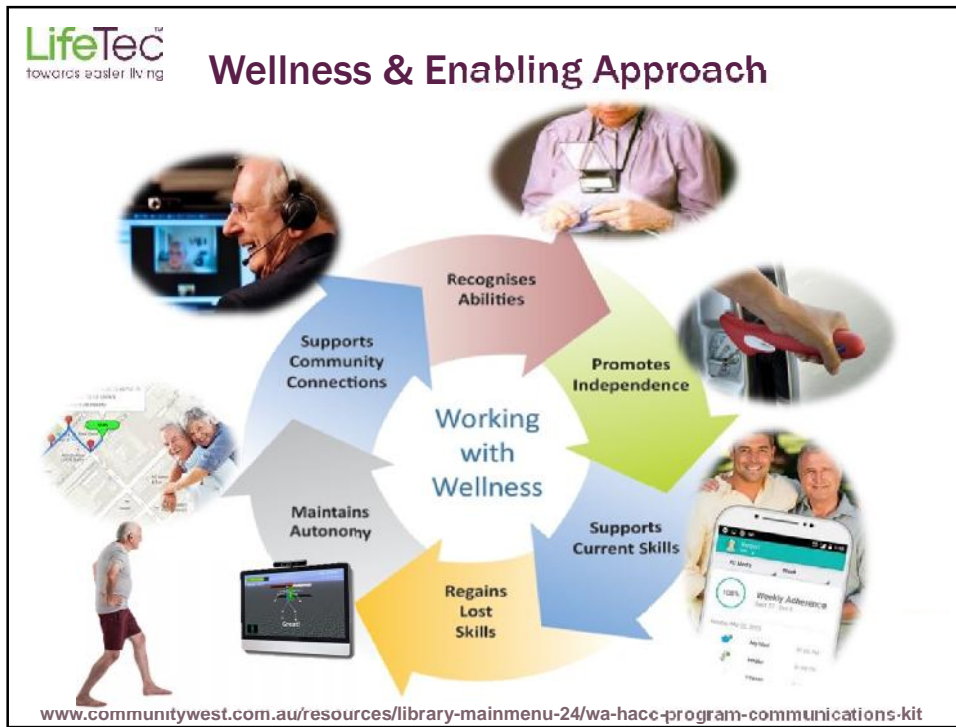 LifeTec™
towards easier living
Wellness & Enabling Approach
Recognises
Abilities
Promotes
Independence
Supports
Current Skills
Regains
Lost
Skills
Maintains
Autonomy
Supports
Community
Connections
Working
with
Wellness
Great!
100%
Weekly Adherence
www.communitywest.com.au/resources/library-mainmenu-24/wa-hacc-program-communications-kit